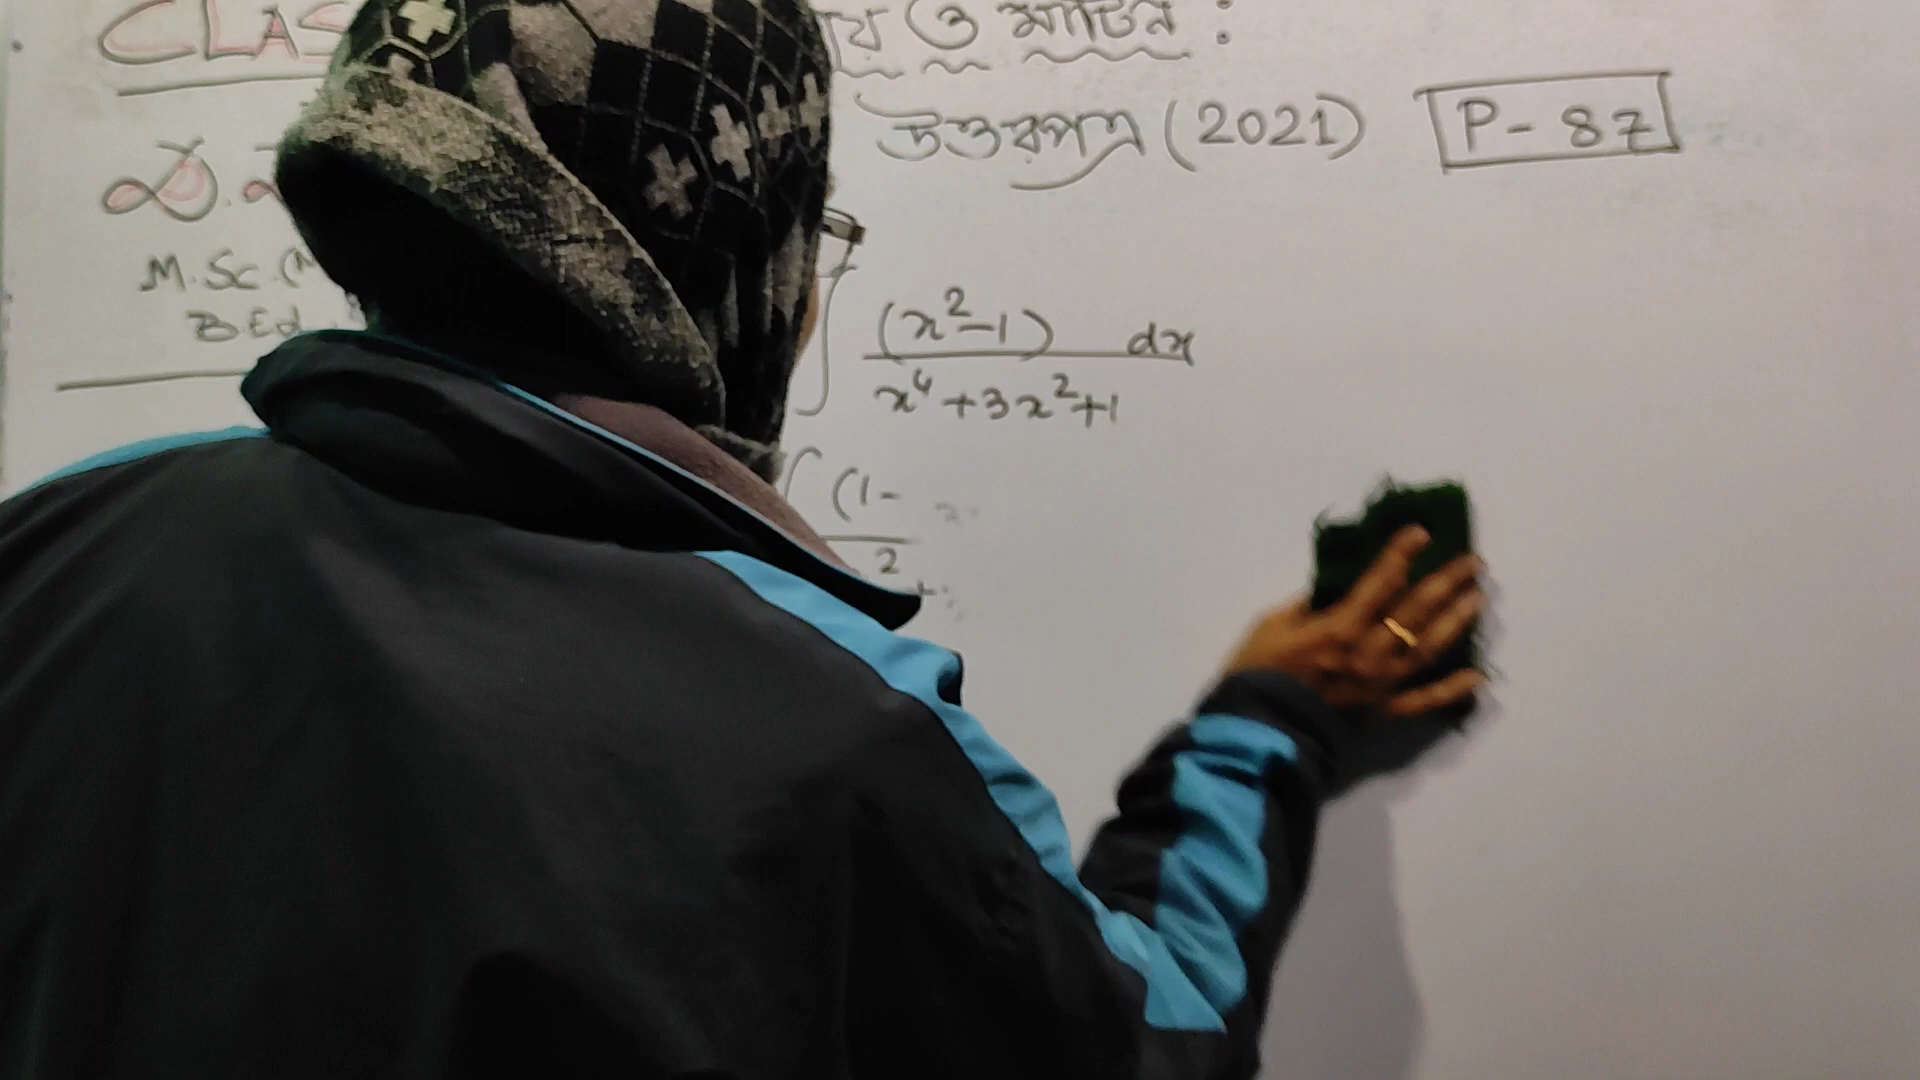 CLAS
ও মার্টিন :
উত্তরপত্র (2021) P-87
M.Sc.(M
B.Ed
∫ (x²-1) dx
x⁴+3x²+1
∫ (1-
2 +